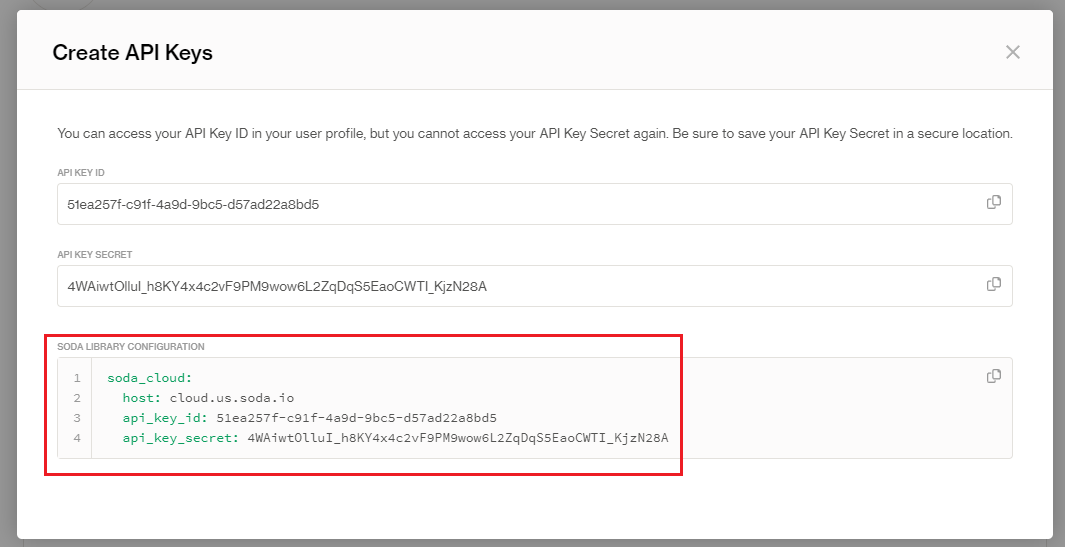 Create API Keys
You can access your API Key ID in your user profile, but you cannot access your API Key Secret again. Be sure to save your API Key Secret in a secure location.
API KEY ID
51ea257f-c91f-4a9d-9bc5-d57ad22a8bd5
API KEY SECRET
4WAiwtOlluI_h8KY4x4c2vF9PM9wow6L2ZqDqS5EaoCWTI_KjzN28A
SODA LIBRARY CONFIGURATION
1 soda_cloud:
2 host: cloud.us.soda.io
3 api_key_id: 51ea257f-c91f-4a9d-9bc5-d57ad22a8bd5
4 api_key_secret: 4WAiwtOlluI_h8KY4x4c2vF9PM9wow6L2ZqDqS5EaoCWTI_KjzN28A